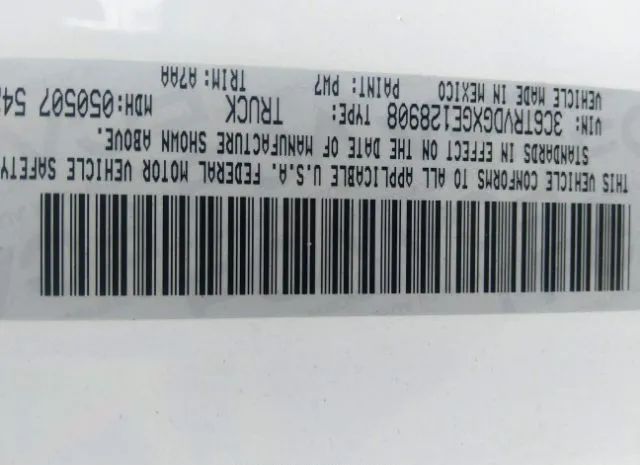 THIS VEHICLE CONFORMS TO ALL APPLICABLE U.S.A. FEDERAL MOTOR VEHICLE SAFETY
STANDARDS IN EFFECT ON THE DATE OF MANUFACTURE SHOWN ABOVE.
VIN: 3C6TRVDGXGE128908 TYPE: TRUCK MDH:050507 54
VEHICLE MADE IN MEXICO PAINT: PW7 TRIM:A7AA